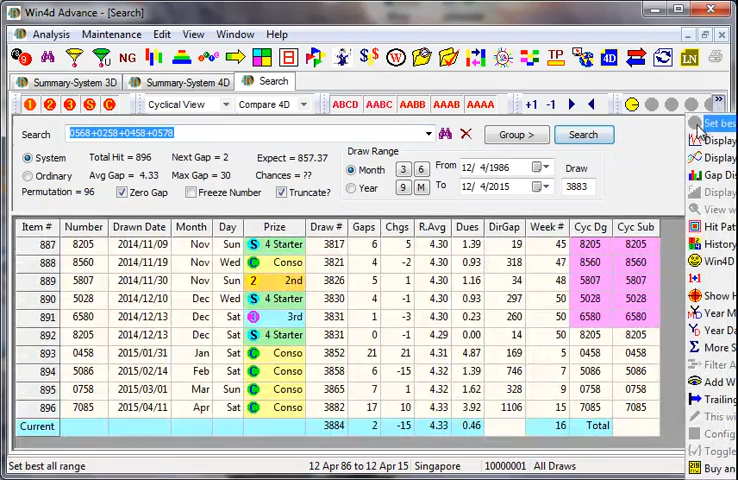 Win4d Advance - [Search]
Analysis Maintenance Edit View Window Help
NG TP 4D LN
Summary-System 3D Summary-System 4D Search
1 2 3 S C Cyclical View Compare 4D ABCD AABC AABB AAAB +1 -1
Search 0568+0258+0458+0578 Group > Search
System Total Hit = 896 Next Gap = 2 Expect = 857.37
Ordinary Avg Gap = 4.33 Max Gap = 30 Chances = ??
Permutation = 96 Zero Gap Freeze Number Truncate?
Draw Range
Month 3 6 From 12/ 4/1986
Year 9 M To 12/ 4/2015 Draw 3883
Item # Number Drawn Date Month Day Prize Draw # Gaps Chgs R.Avg Dues DirGap Week # Cyc Dg Cyc Sub
887 8205 2014/11/09 Nov Sun S 4 Starter 3817 6 5 4.30 1.39 19 45 8205 8205
888 8560 2014/11/19 Nov Wed C Conso 3821 4 -2 4.30 0.93 318 47 8560 8560
889 5807 2014/11/30 Nov Sun 2 2nd 3826 5 1 4.30 1.16 34 48 5807 5807
890 5028 2014/12/10 Dec Wed S 4 Starter 3830 4 -1 4.30 0.93 297 50 5028 5028
891 6580 2014/12/13 Dec Sat 3 3rd 3831 1 -3 4.30 0.23 260 50 6580 6580
892 8205 2014/12/13 Dec Sat S 4 Starter 3831 0 -1 4.29 0.00 14 50 8205 8205
893 0458 2015/01/31 Jan Sat C Conso 3852 21 21 4.31 4.87 169 5 0458 0458
894 5086 2015/02/14 Feb Sat C Conso 3858 6 -15 4.32 1.39 746 7 5086 5086
895 0758 2015/03/01 Mar Sun C Conso 3865 7 1 4.32 1.62 328 9 0758 0758
896 7085 2015/04/11 Apr Sat C Conso 3882 17 10 4.33 3.92 1106 15 7085 7085
Current 3884 2 -15 4.33 0.46 16 Total
Set bes
Display
Display
Gap Dis
Display
View w
Hit Pat
History
Win4D
Show H
Year M
Year Da
More S
Filter A
Add W
Trailing
This wi
Config
Toggle
Buy an
Set best all range 12 Apr 86 to 12 Apr 15 Singapore 10000001 All Draws